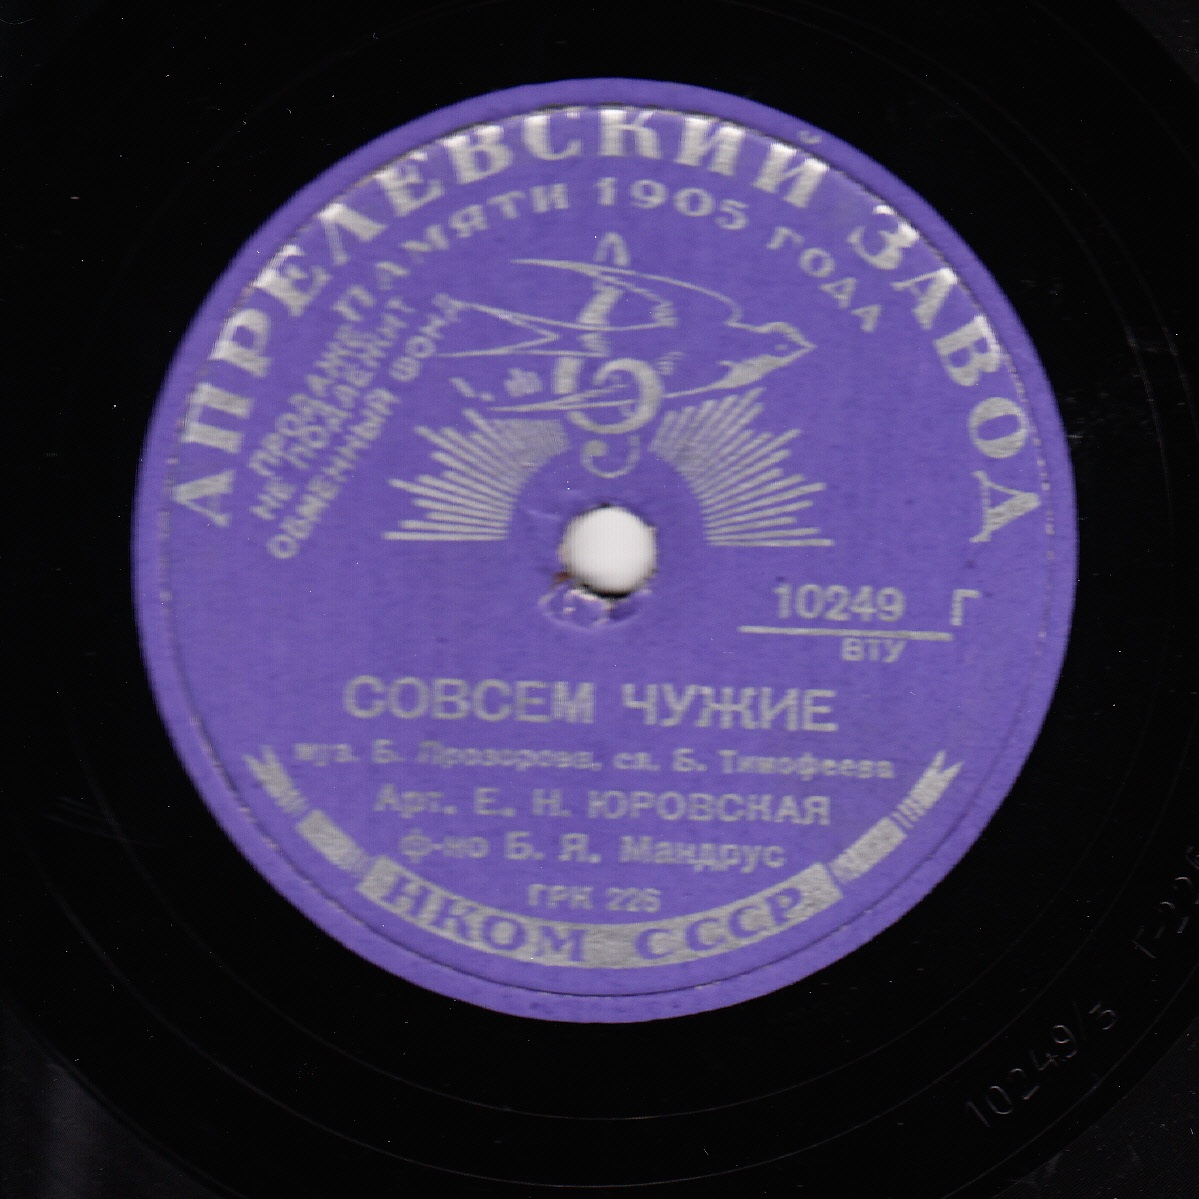 АПРЕЛЕВСКИЙ ЗАВОД
ПАМЯТИ 1905 ГОДА
ПРОДАЖЕ
НЕ ПОДЛЕЖИТ
ОБМЕННЫЙ ФОНД
10249 Г
ВТУ
СОВСЕМ ЧУЖИЕ
муз. Б. Прозорова, сл. Б. Тимофеева
Арт. Е. Н. ЮРОВСКАЯ
ф-но Б. Я. Мандрус
ГРК 226
НКОМ СССР
10249/3 Г-226